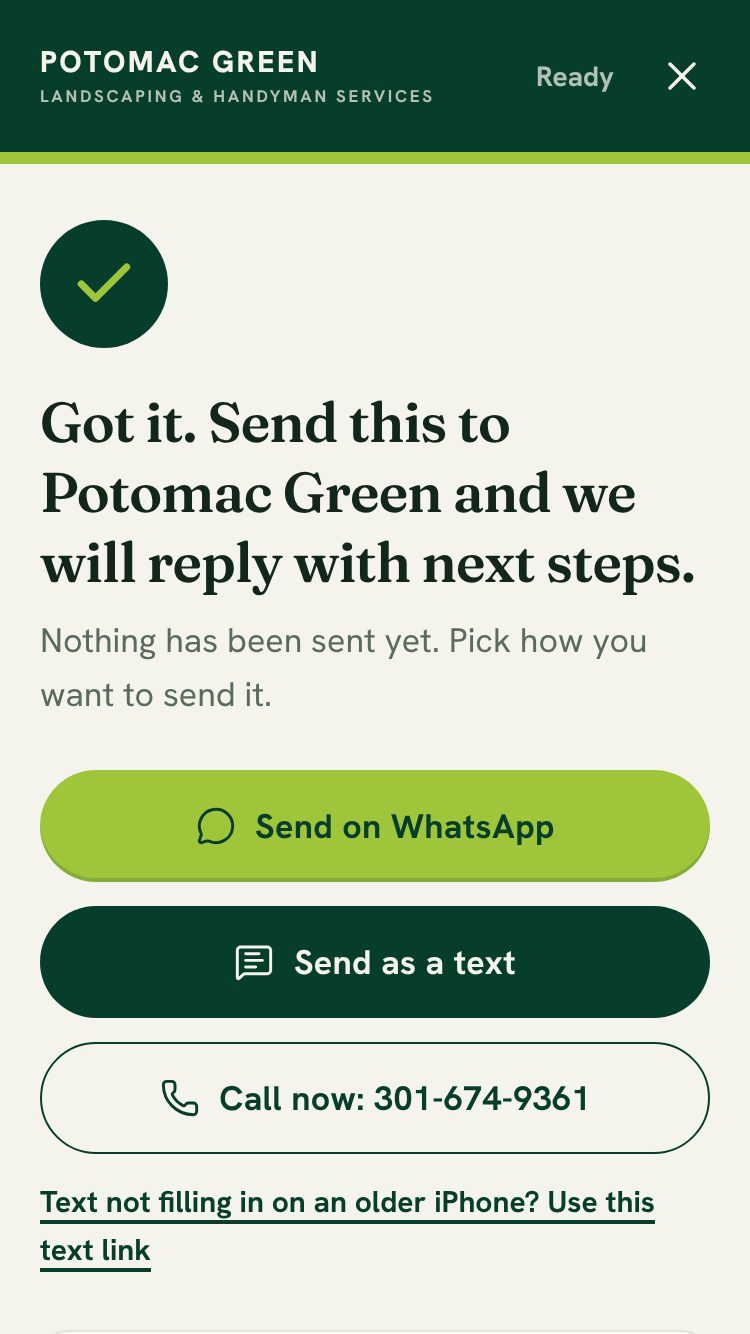 POTOMAC GREEN
LANDSCAPING & HANDYMAN SERVICES
Ready
Got it. Send this to
Potomac Green and we
will reply with next steps.
Nothing has been sent yet. Pick how you
want to send it.
Send on WhatsApp
Send as a text
Call now: 301-674-9361
Text not filling in on an older iPhone? Use this
text link